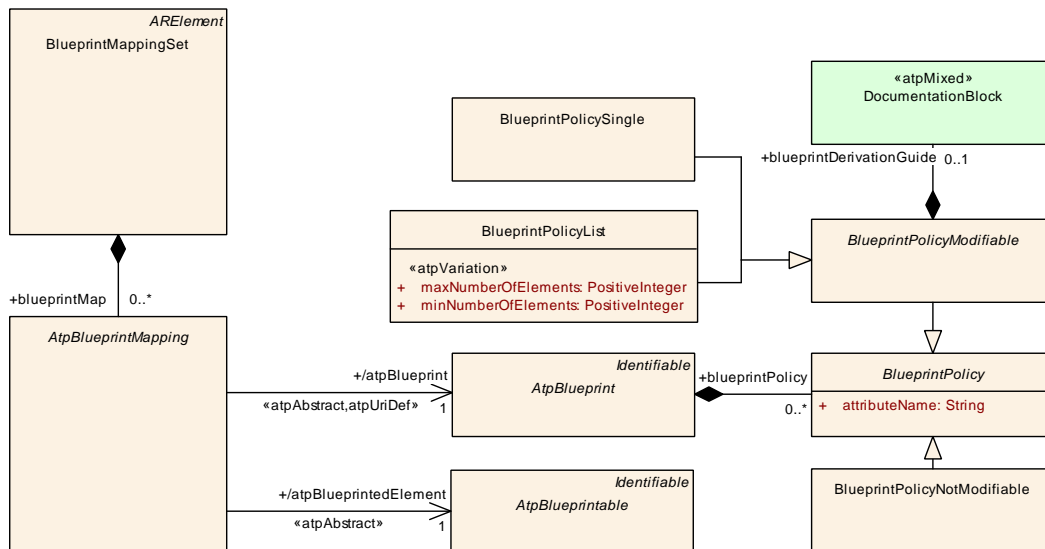 ARElement
BlueprintMappingSet
+blueprintMap
0..*
AtpBlueprintMapping
BlueprintPolicySingle
BlueprintPolicyList
«atpVariation»
+ maxNumberOfElements: PositiveInteger
+ minNumberOfElements: PositiveInteger
«atpMixed»
DocumentationBlock
+blueprintDerivationGuide
0..1
BlueprintPolicyModifiable
+/atpBlueprint
«atpAbstract,atpUriDef»
1
Identifiable
AtpBlueprint
+blueprintPolicy
0..*
BlueprintPolicy
+ attributeName: String
+/atpBlueprintedElement
«atpAbstract»
1
Identifiable
AtpBlueprintable
BlueprintPolicyNotModifiable